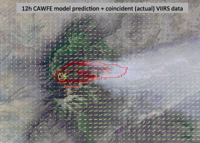 12h CAWFE model prediction + coincident (actual) VIIRS data